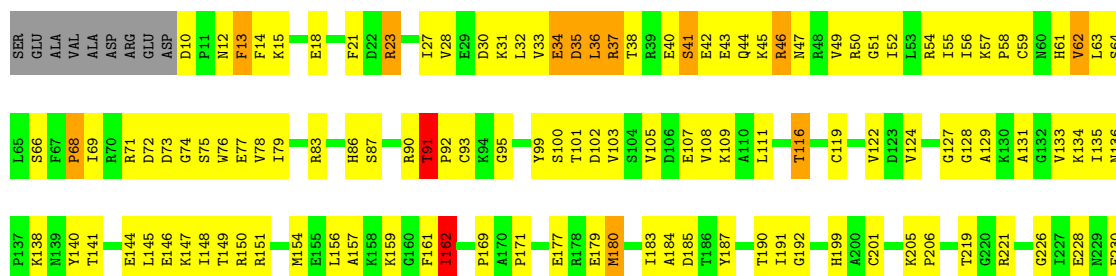 SER GLU ALA VAL ALA ASP ARG GLU ASP D10 P11 N12 F13 F14 K15 E18 F21 D22 R23 I27 V28 E29 D30 K31 L32 V33 E34 D35 L36 R37 T38 R39 E40 S41 E42 E43 Q44 K45 R46 N47 R48 V49 R50 G51 I52 L53 R54 I55 I56 K57 P58 C59 N60 H61 V62 L63 S64
L65 S66 F67 P68 I69 R70 R71 D72 D73 G74 S75 W76 E77 V78 I79 R83 H86 S87 R90 T91 P92 C93 K94 G95 Y99 S100 T101 D102 V103 S104 V105 D106 E107 V108 K109 A110 L111 T116 C119 V122 D123 V124 G127 G128 A129 K130 A131 G132 V133 K134 I135 N136
P137 K138 N139 Y140 T141 E144 L145 E146 K147 I148 T149 R150 R151 M154 E155 L156 A157 K158 K159 G160 F161 I162 P169 A170 P171 E177 R178 E179 M180 I183 A184 D185 T186 Y187 T190 I191 G192 H199 A200 C201 K205 P206 T219 G220 R221 G226 I227 E228 N229 R230